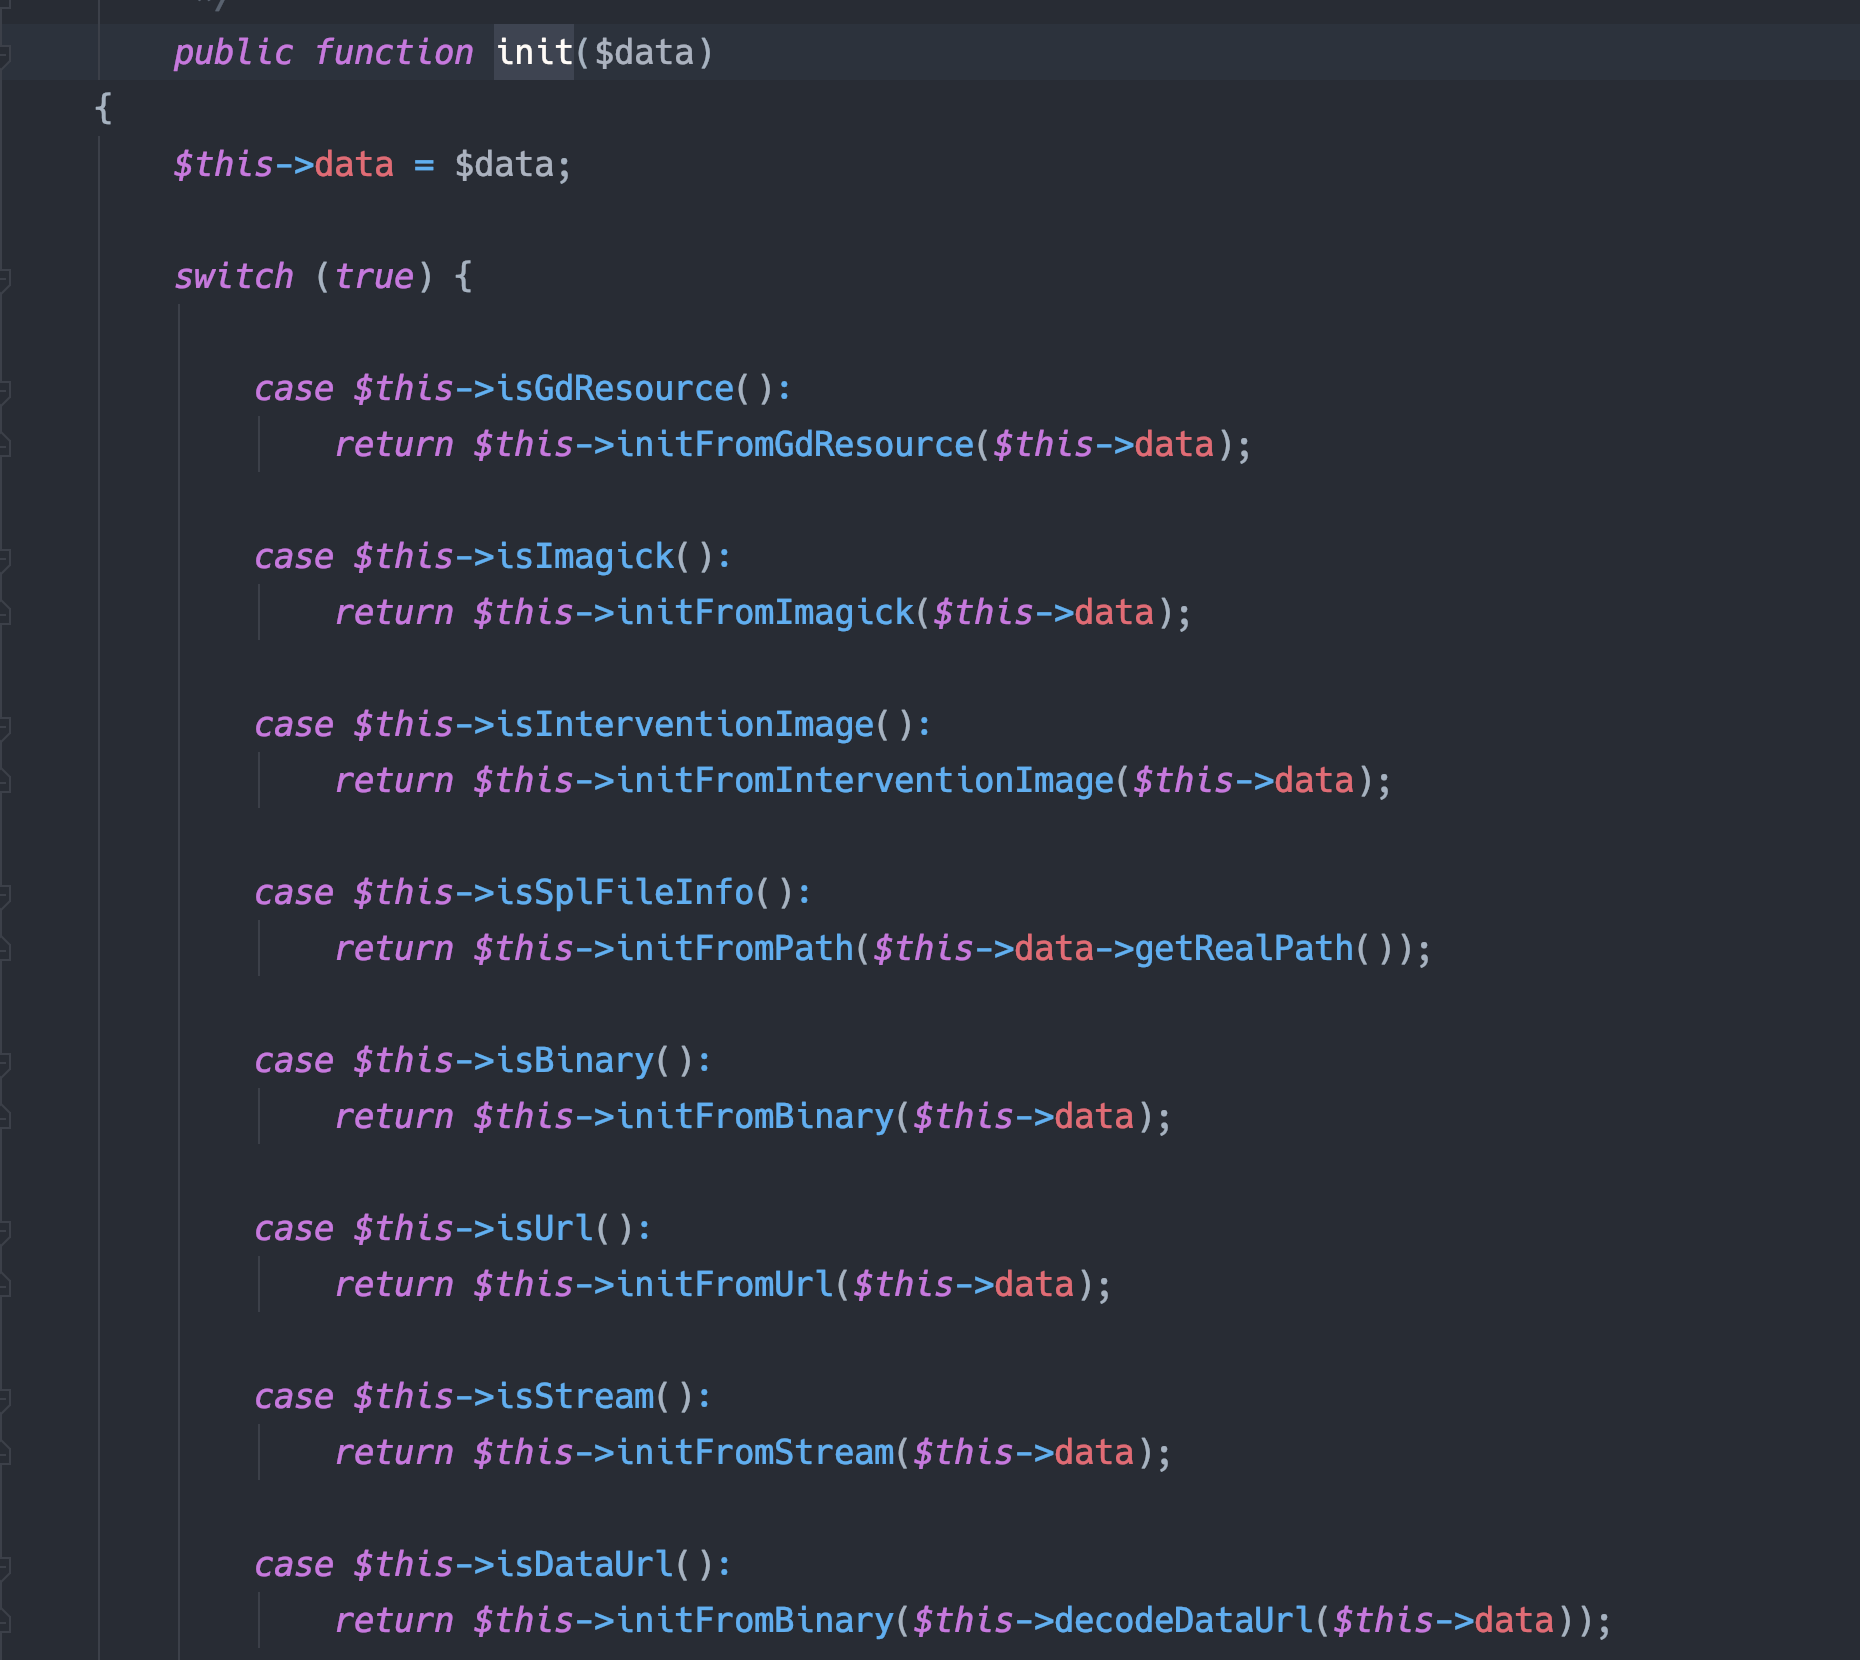 */
public function init($data)
{
$this->data = $data;
switch (true) {
case $this->isGdResource():
return $this->initFromGdResource($this->data);
case $this->isImagick():
return $this->initFromImagick($this->data);
case $this->isInterventionImage():
return $this->initFromInterventionImage($this->data);
case $this->isSplFileInfo():
return $this->initFromPath($this->data->getRealPath());
case $this->isBinary():
return $this->initFromBinary($this->data);
case $this->isUrl():
return $this->initFromUrl($this->data);
case $this->isStream():
return $this->initFromStream($this->data);
case $this->isDataUrl():
return $this->initFromBinary($this->decodeDataUrl($this->data));